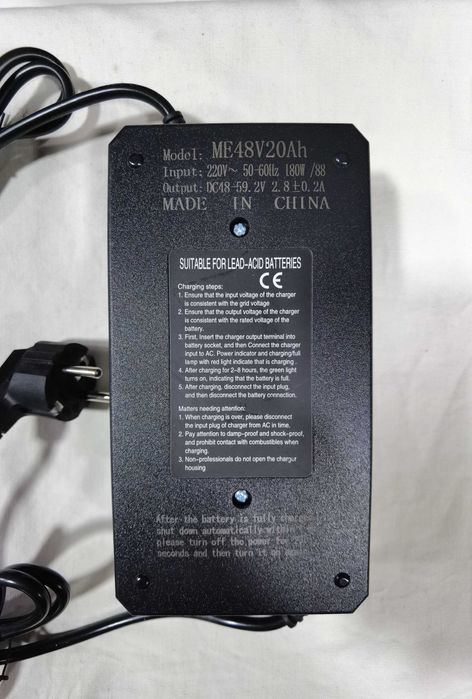 Model: ME48V20Ah
Input: 220V~ 50-60Hz 180W /88
Output: DC48-59.2V 2.8±0.2A
MADE IN CHINA
SUITABLE FOR LEAD-ACID BATTERIES
CE
Charging steps:
1. Ensure that the input voltage of the charger
is consistent with the grid voltage
2. Ensure that the output voltage of the charger
is consistent with the rated voltage of the
battery.
3. First, Insert the charger output terminal into
battery socket, and then Connect the charger
input to AC. Power indicator and charging/full
lamp with red light indicate that is charging .
4. After charging for 2-8 hours, the green light
turns on, indicating that the battery is full.
5. After charging, disconnect the input plug,
and then disconnect the battery connection.
Matters needing attention:
1. When charging is over, please disconnect
the input plug of charger from AC in time.
2. Pay attention to damp-proof and shock-proof,
and prohibit contact with combustibles when
charging.
3. Non-professionals do not open the charger
housing
After the battery is fully
shut down automatically
please turn off the power for
seconds and then turn it on